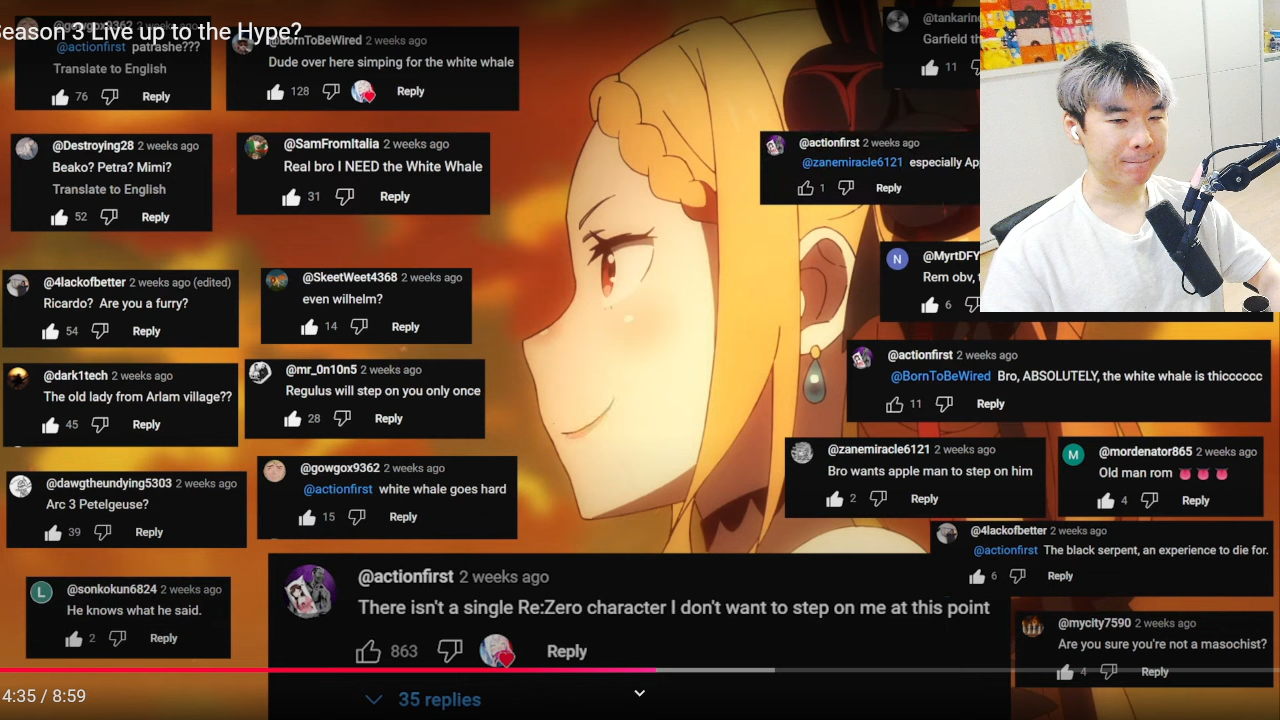 Season 3 Live up to the Hype?
@gowgox9362 2 weeks ago
@actionfirst patrashe???
Translate to English
76 Reply
@BornToBeWired 2 weeks ago
Dude over here simping for the white whale
128 Reply
@tankarino
Garfield th
11
@Destroying28 2 weeks ago
Beako? Petra? Mimi?
Translate to English
52 Reply
@SamFromItalia 2 weeks ago
Real bro I NEED the White Whale
31 Reply
@actionfirst 2 weeks ago
@zanemiracle6121 especially Ap
1 Reply
@4lackofbetter 2 weeks ago (edited)
Ricardo? Are you a furry?
54 Reply
@SkeetWeet4368 2 weeks ago
even wilhelm?
14 Reply
N
@MyrtDFY
Rem obv,
6
@dark1tech 2 weeks ago
The old lady from Arlam village??
45 Reply
@mr_0n10n5 2 weeks ago
Regulus will step on you only once
28 Reply
@actionfirst 2 weeks ago
@BornToBeWired Bro, ABSOLUTELY, the white whale is thicccccc
11 Reply
@dawgtheundying5303 2 weeks ago
Arc 3 Petelgeuse?
39 Reply
@gowgox9362 2 weeks ago
@actionfirst white whale goes hard
15 Reply
@zanemiracle6121 2 weeks ago
Bro wants apple man to step on him
2 Reply
M
@mordenator865 2 weeks ago
Old man rom 👅👅👅
4 Reply
@4lackofbetter 2 weeks ago
@actionfirst The black serpent, an experience to die for.
6 Reply
L
@sonkokun6824 2 weeks ago
He knows what he said.
2 Reply
@actionfirst 2 weeks ago
There isn't a single Re:Zero character I don't want to step on me at this point
863 Reply
35 replies
@mycity7590 2 weeks ago
Are you sure you're not a masochist?
4 Reply
4:35 / 8:59